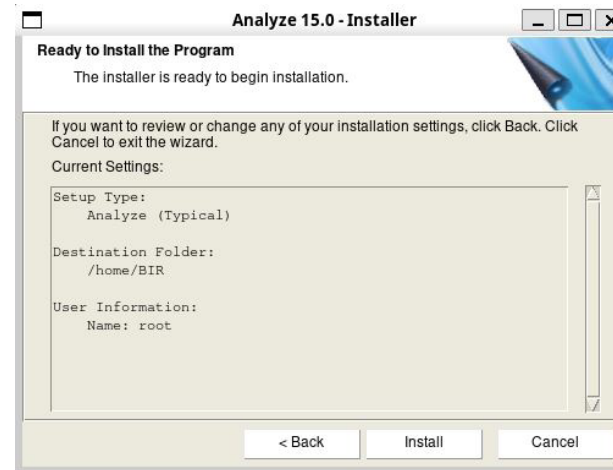 Analyze 15.0 - Installer
Ready to Install the Program
The installer is ready to begin installation.
If you want to review or change any of your installation settings, click Back. Click
Cancel to exit the wizard.
Current Settings:
Setup Type:
Analyze (Typical)
Destination Folder:
/home/BIR
User Information:
Name: root
< Back Install Cancel